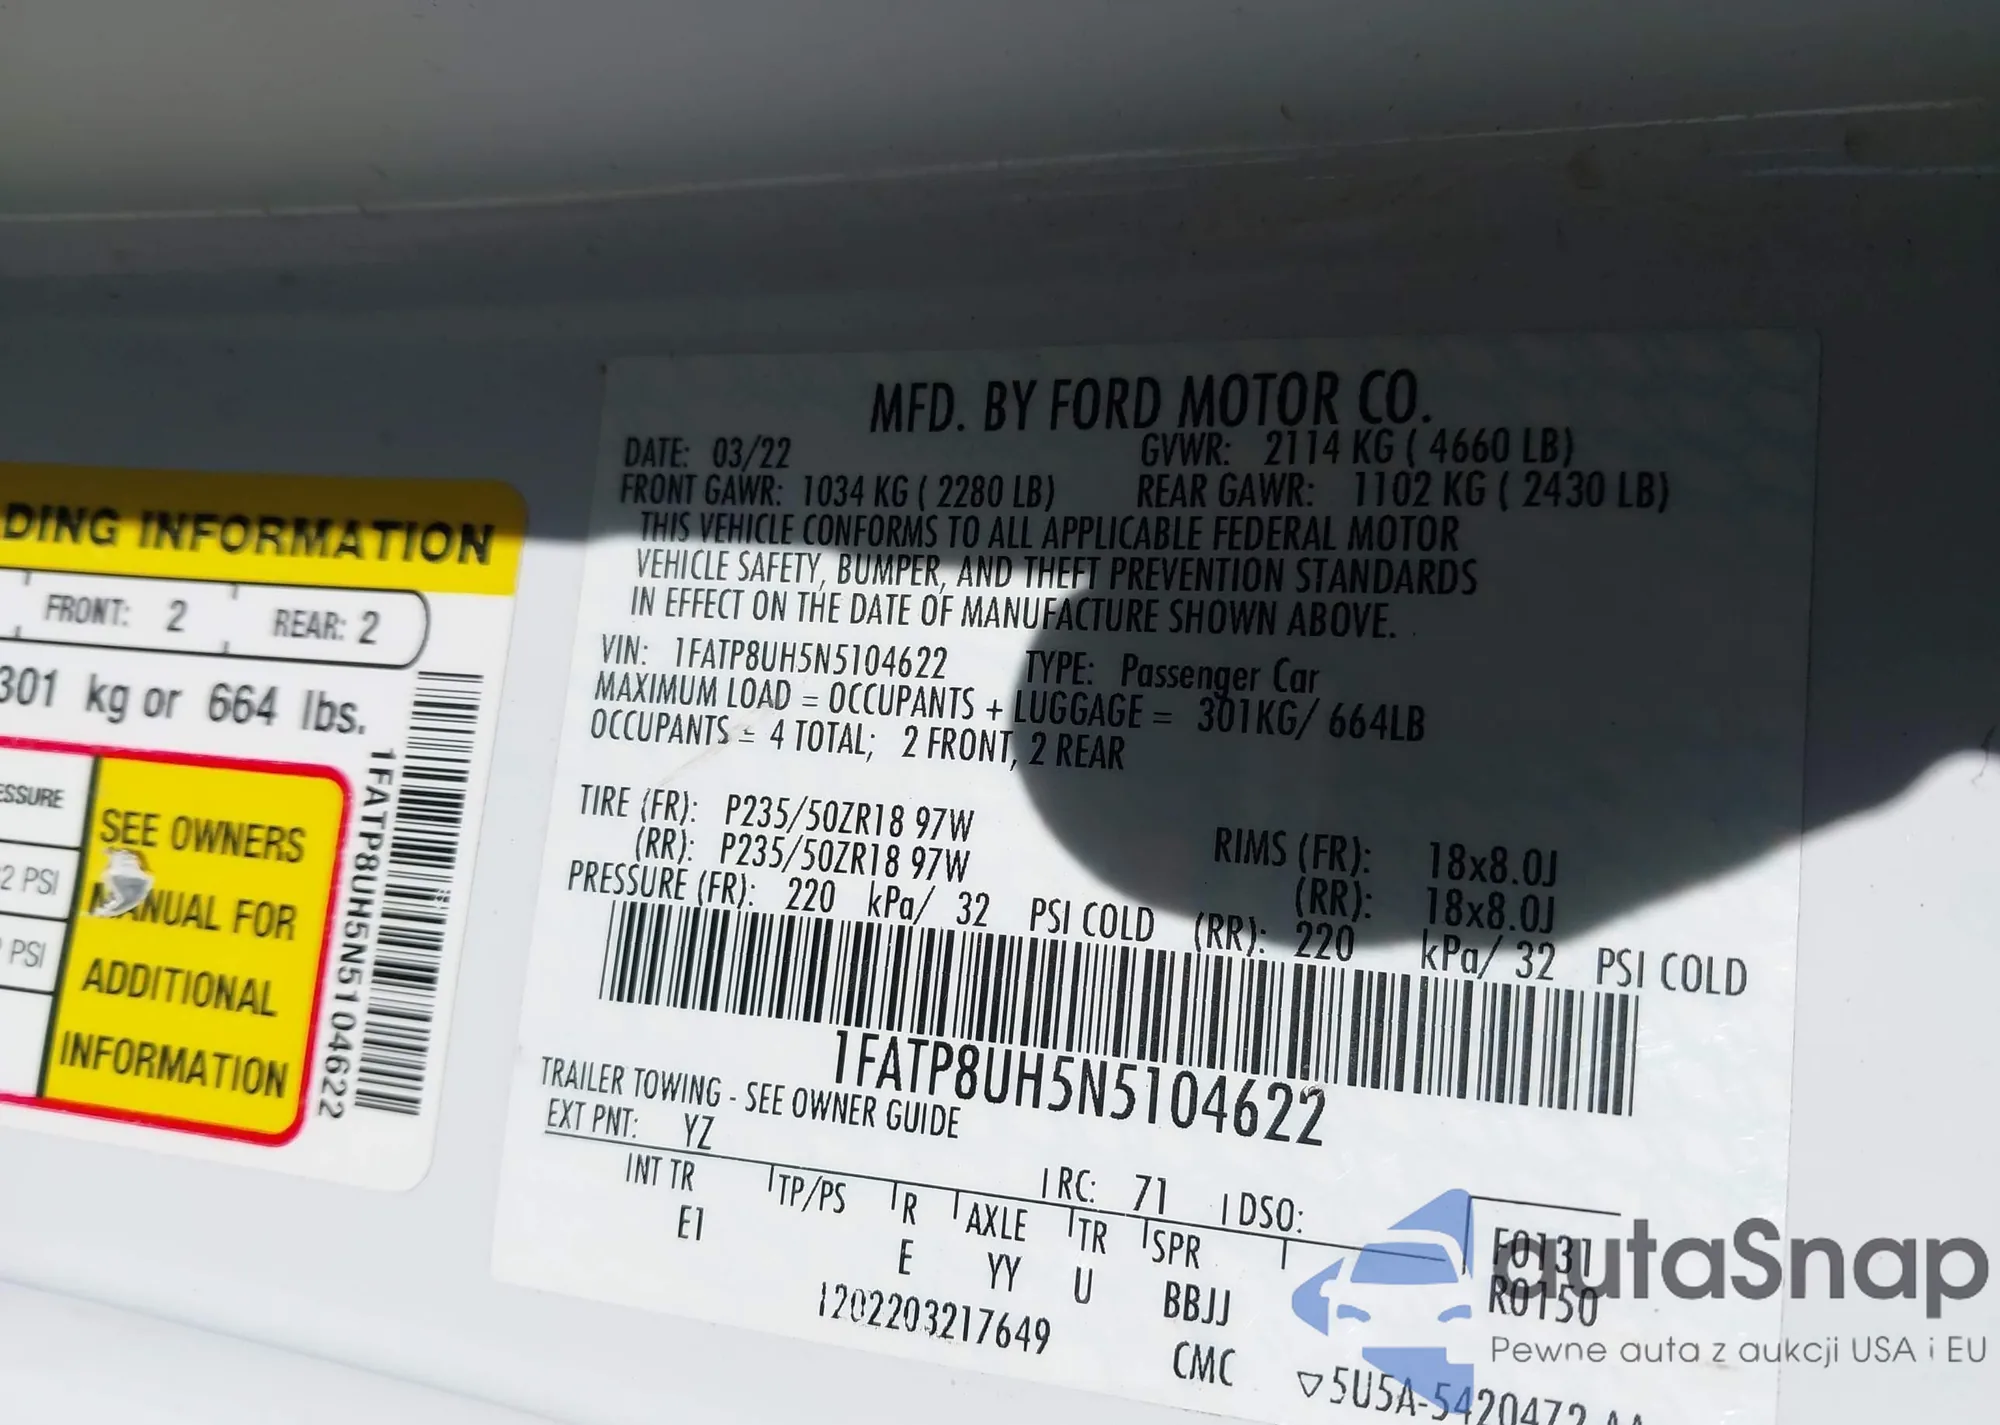 DING INFORMATION
FRONT: 2 REAR: 2
301 kg or 664 lbs.
ESSURE
2 PSI
PSI
SEE OWNERS
MANUAL FOR
ADDITIONAL
INFORMATION
1FATP8UH5N5104622
MFD. BY FORD MOTOR CO.
DATE: 03/22 GVWR: 2114 KG ( 4660 LB)
FRONT GAWR: 1034 KG ( 2280 LB) REAR GAWR: 1102 KG ( 2430 LB)
THIS VEHICLE CONFORMS TO ALL APPLICABLE FEDERAL MOTOR
VEHICLE SAFETY, BUMPER, AND THEFT PREVENTION STANDARDS
IN EFFECT ON THE DATE OF MANUFACTURE SHOWN ABOVE.
VIN: 1FATP8UH5N5104622 TYPE: Passenger Car
MAXIMUM LOAD = OCCUPANTS + LUGGAGE = 301KG/ 664LB
OCCUPANTS = 4 TOTAL; 2 FRONT, 2 REAR
TIRE (FR): P235/50ZR18 97W RIMS (FR): 18x8.0J
(RR): P235/50ZR18 97W (RR): 18x8.0J
PRESSURE (FR): 220 kPa/ 32 PSI COLD (RR): 220 kPa/ 32 PSI COLD
1FATP8UH5N5104622
TRAILER TOWING - SEE OWNER GUIDE
EXT PNT: YZ RC: 71 DSO:
INT TR TP/PS R AXLE TR SPR F0131
E1 E YY U BBJJ R0150
1202203217649 CMC
5U5A-5420472
autaSnap
Pewne auta z aukcji USA i EU